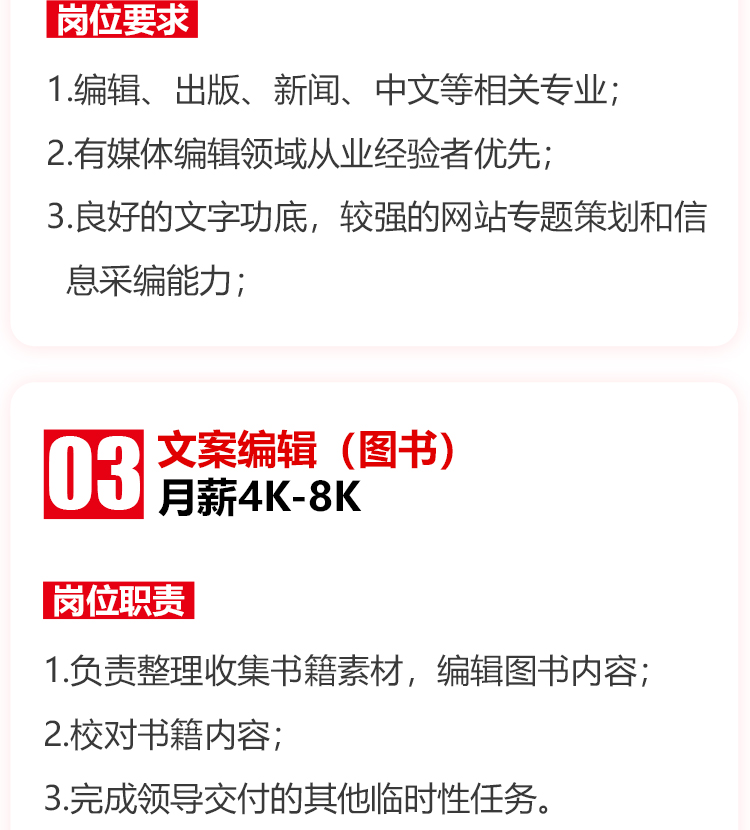 岗位要求
1.编辑、出版、新闻、中文等相关专业；
2.有媒体编辑领域从业经验者优先；
3.良好的文字功底，较强的网站专题策划和信
息采编能力；
03
文案编辑（图书）
月薪4K-8K
岗位职责
1.负责整理收集书籍素材，编辑图书内容；
2.校对书籍内容；
3.完成领导交付的其他临时性任务。